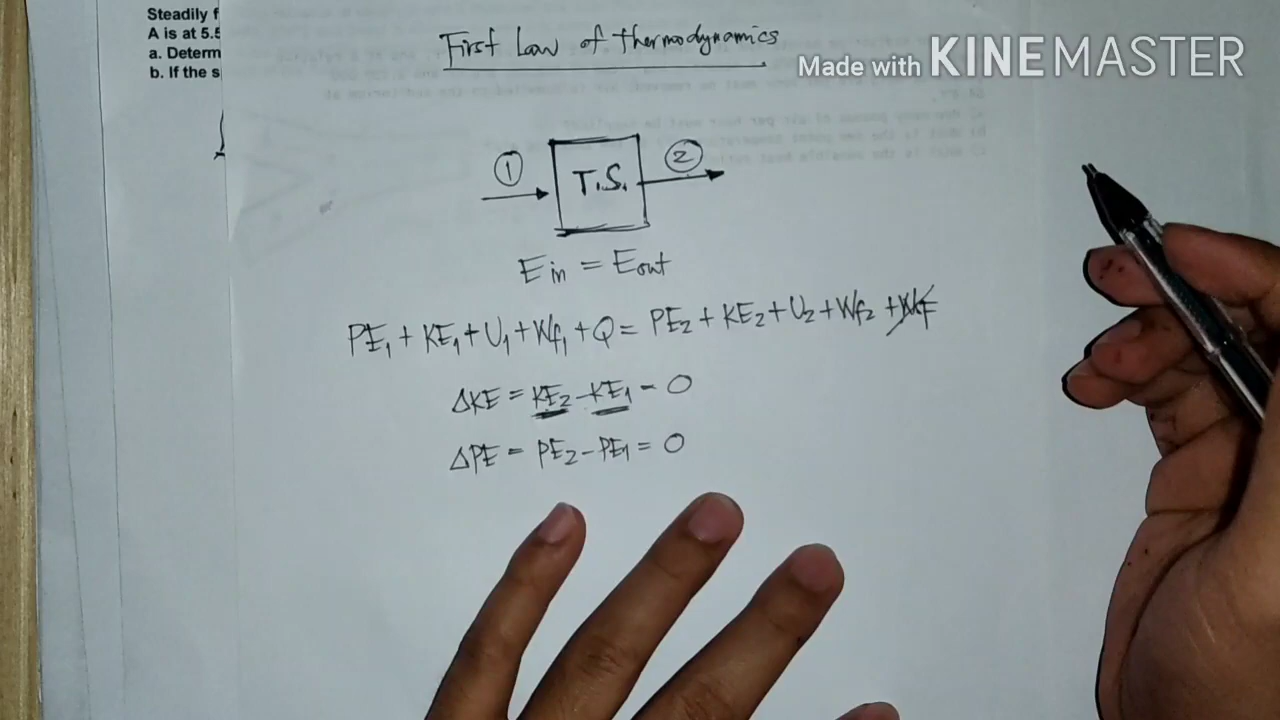 Steadily f
A is at 5.5
a. Determ
b. If the s
First Law of thermodynamics
Made with KINEMASTER
① T.S. ②
Ein = Eout
PE₁ + KE₁ + U₁ + Wf₁ + Q = PE₂ + KE₂ + U₂ + Wf₂ +
ΔKE = KE₂ - KE₁ - 0
ΔPE = PE₂ - PE₁ = 0